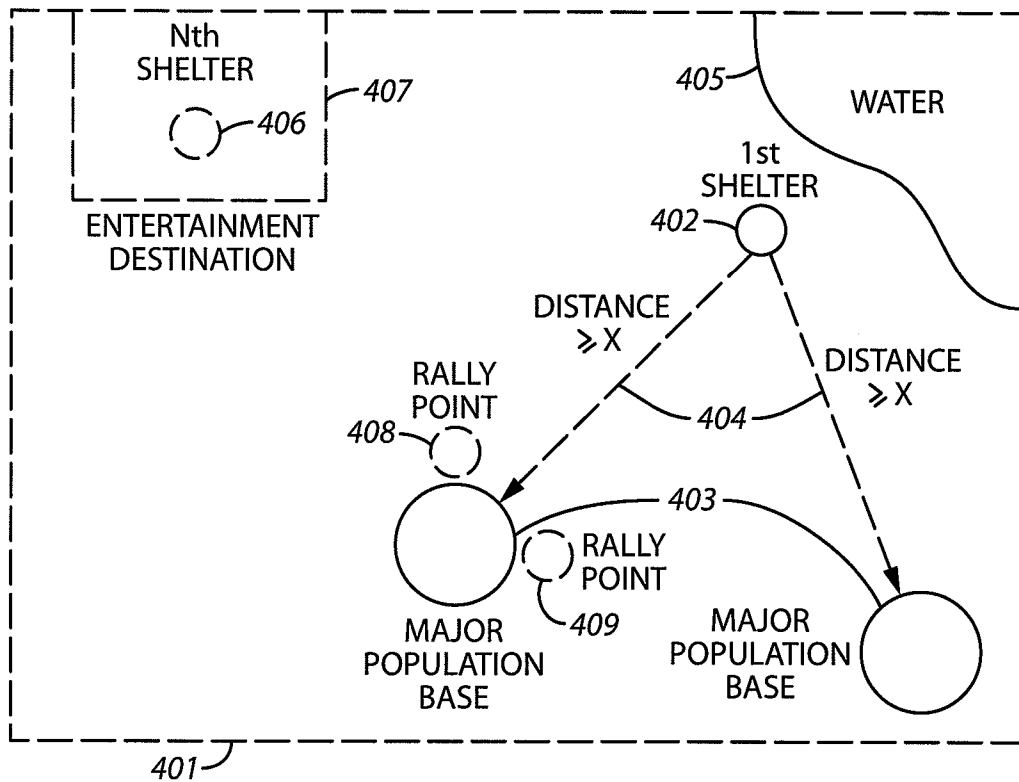 Nth
SHELTER
406
407
ENTERTAINMENT
DESTINATION
405
WATER
1st
SHELTER
402
DISTANCE
⩾ X
DISTANCE
⩾ X
404
RALLY
POINT
408
403
RALLY
POINT
409
MAJOR
POPULATION
BASE
MAJOR
POPULATION
BASE
401